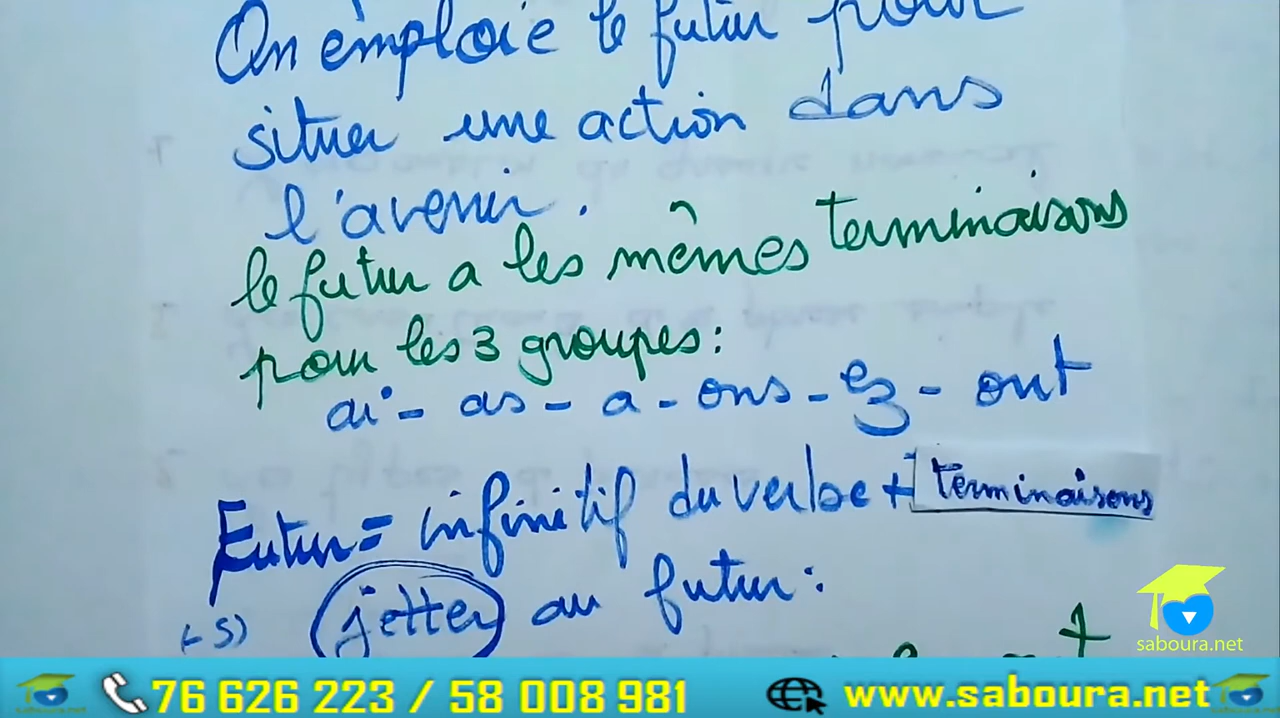 On emploie le futur pour
situer une action dans
l'avenir.
le futur a les mêmes terminaisons
pour les 3 groupes:
ai - as - a - ons - ez - ont
Futur = infinitif du verbe + terminaisons
jetter au futur:
saboura.net
76 626 223 / 58 008 981
www.saboura.net